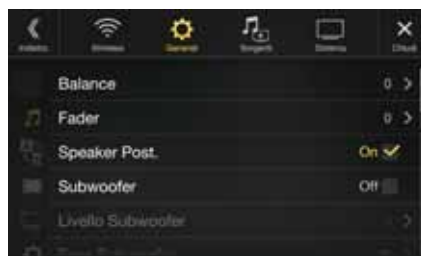 Indietro Wireless Generali Sorgenti Sistema Chiudi
Balance 0
Fader 0
Speaker Post. On
Subwoofer Off
Livello Subwoofer